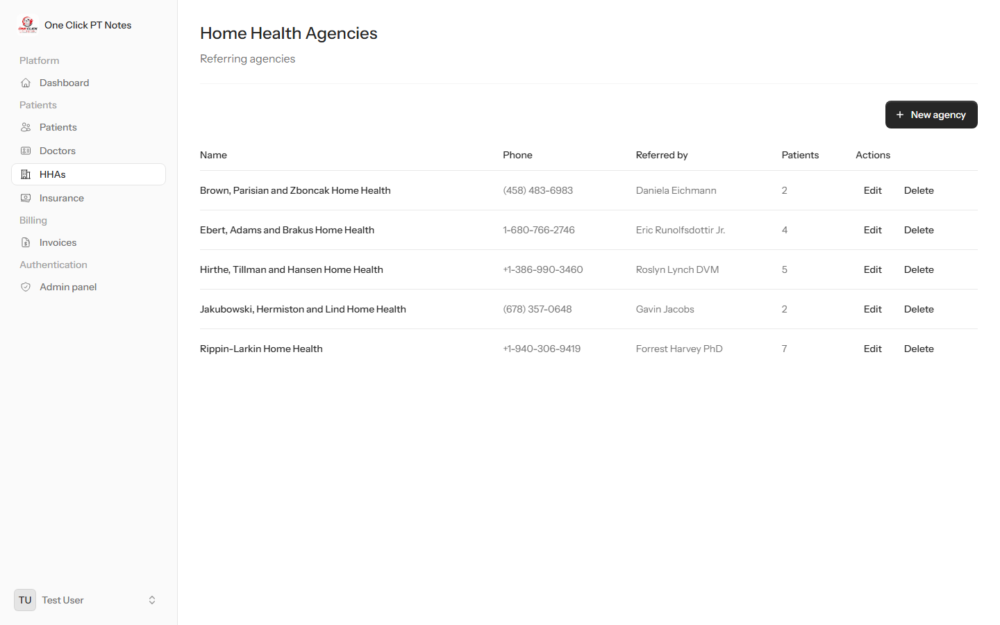 ONE CLICK
One Click PT Notes
Platform
Dashboard
Patients
Patients
Doctors
HHAs
Insurance
Billing
Invoices
Authentication
Admin panel
TU Test User
Home Health Agencies
Referring agencies
+ New agency
Name Phone Referred by Patients Actions
Brown, Parisian and Zboncak Home Health (458) 483-6983 Daniela Eichmann 2 Edit Delete
Ebert, Adams and Brakus Home Health 1-680-766-2746 Eric Runolfsdottir Jr. 4 Edit Delete
Hirthe, Tillman and Hansen Home Health +1-386-990-3460 Roslyn Lynch DVM 5 Edit Delete
Jakubowski, Hermiston and Lind Home Health (678) 357-0648 Gavin Jacobs 2 Edit Delete
Rippin-Larkin Home Health +1-940-306-9419 Forrest Harvey PhD 7 Edit Delete